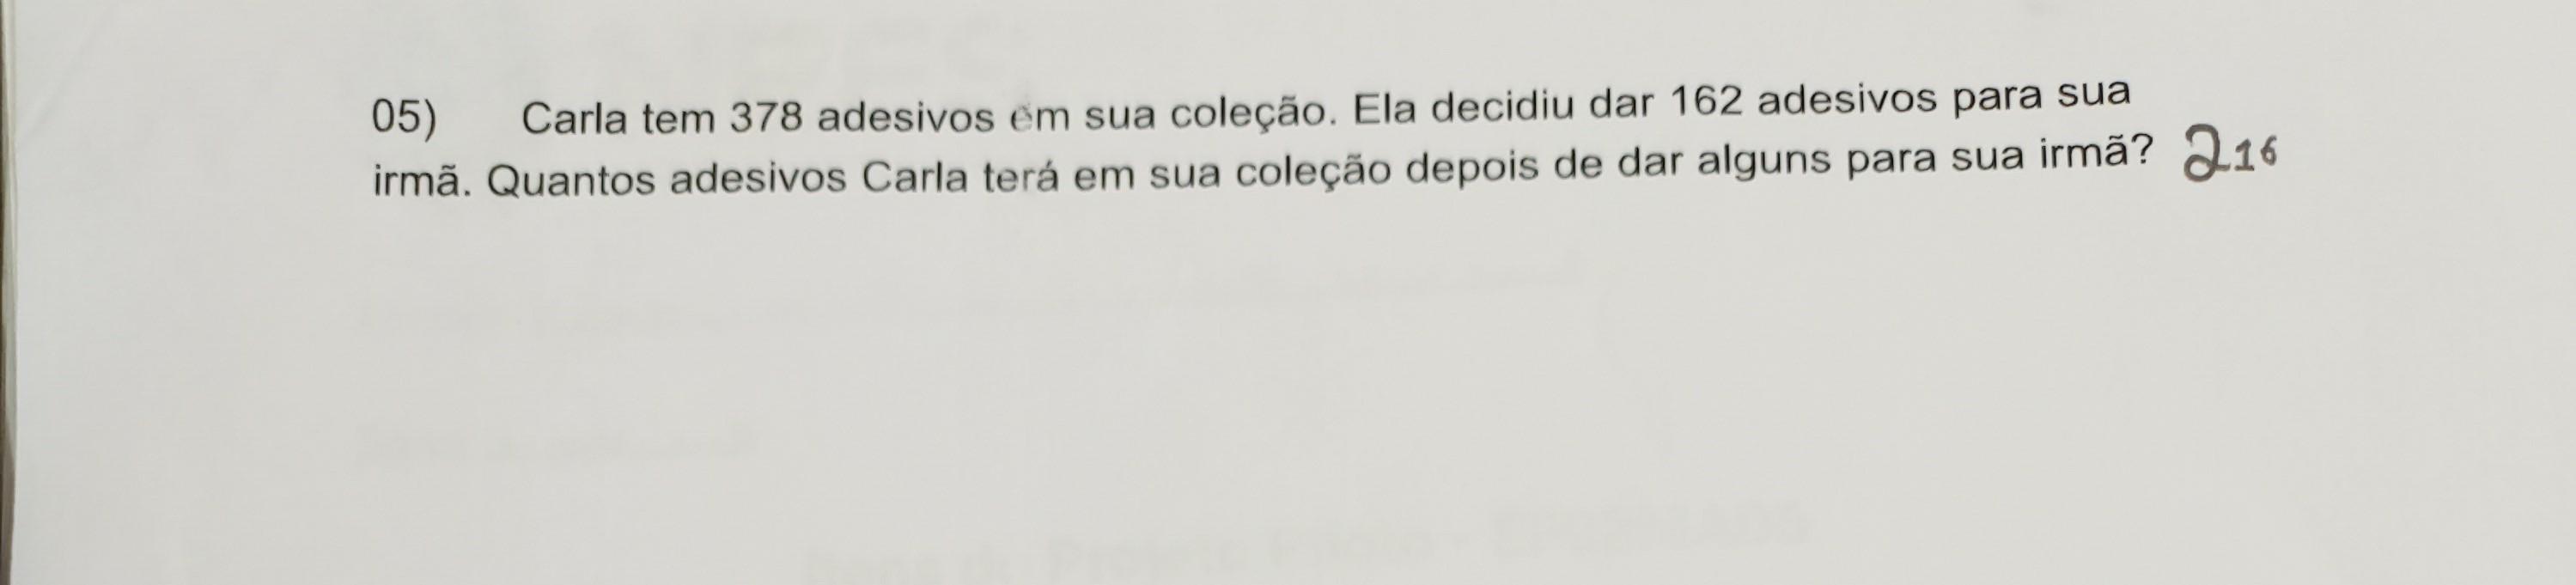 05) Carla tem 378 adesivos em sua coleção. Ela decidiu dar 162 adesivos para sua
irmã. Quantos adesivos Carla terá em sua coleção depois de dar alguns para sua irmã? 216